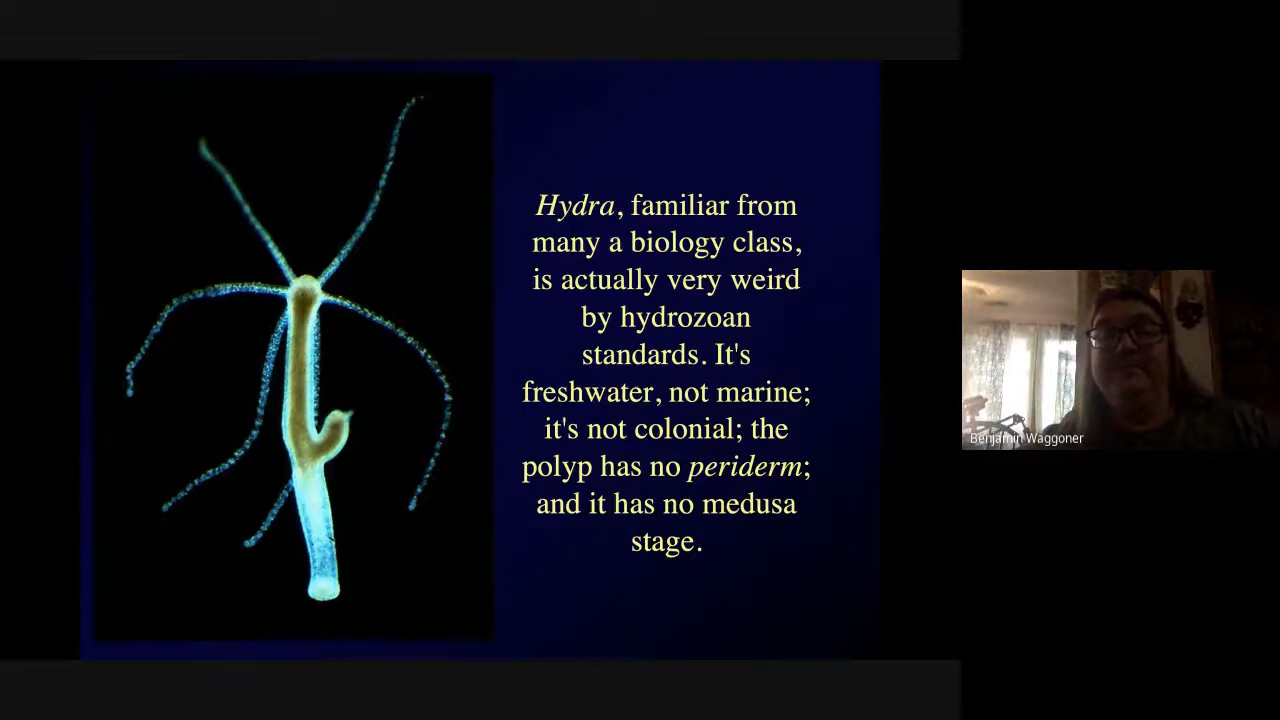 Hydra, familiar from
many a biology class,
is actually very weird
by hydrozoan
standards. It's
freshwater, not marine;
it's not colonial; the
polyp has no periderm;
and it has no medusa
stage.
Benjamin Waggoner